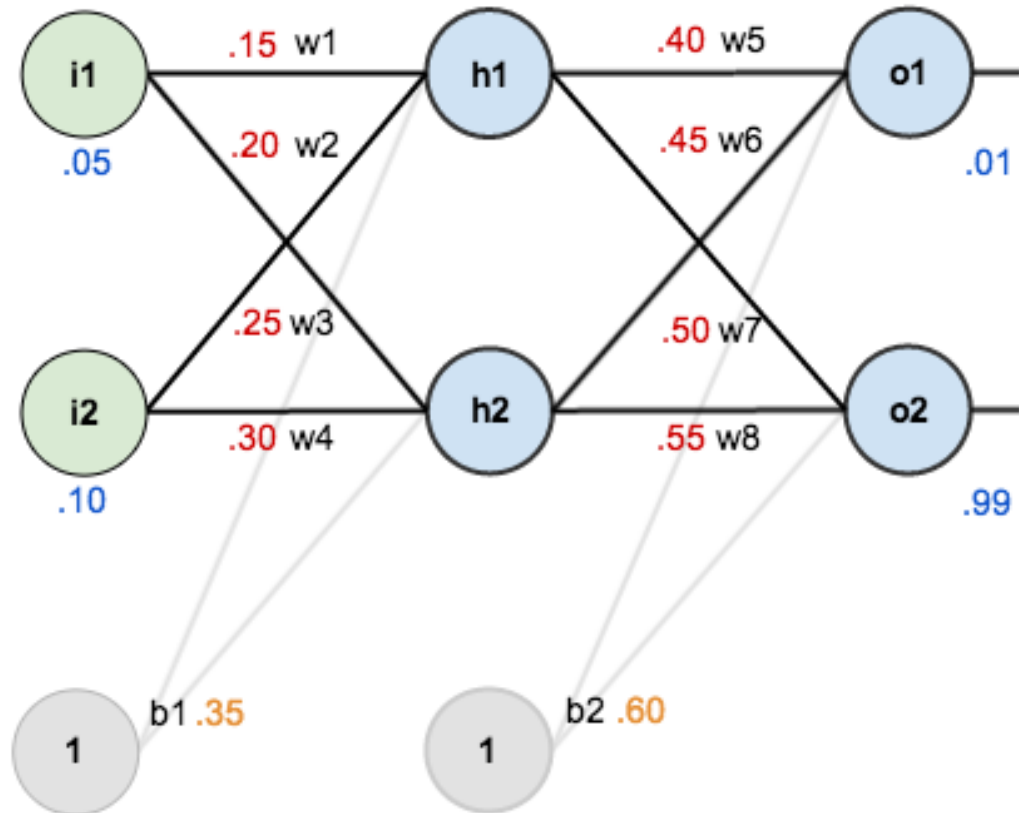 .15 w1
.40 w5
i1
h1
o1
.20 w2
.45 w6
.05
.01
.25 w3
.50 w7
i2
h2
o2
.30 w4
.55 w8
.10
.99
b1 .35
b2 .60
1
1